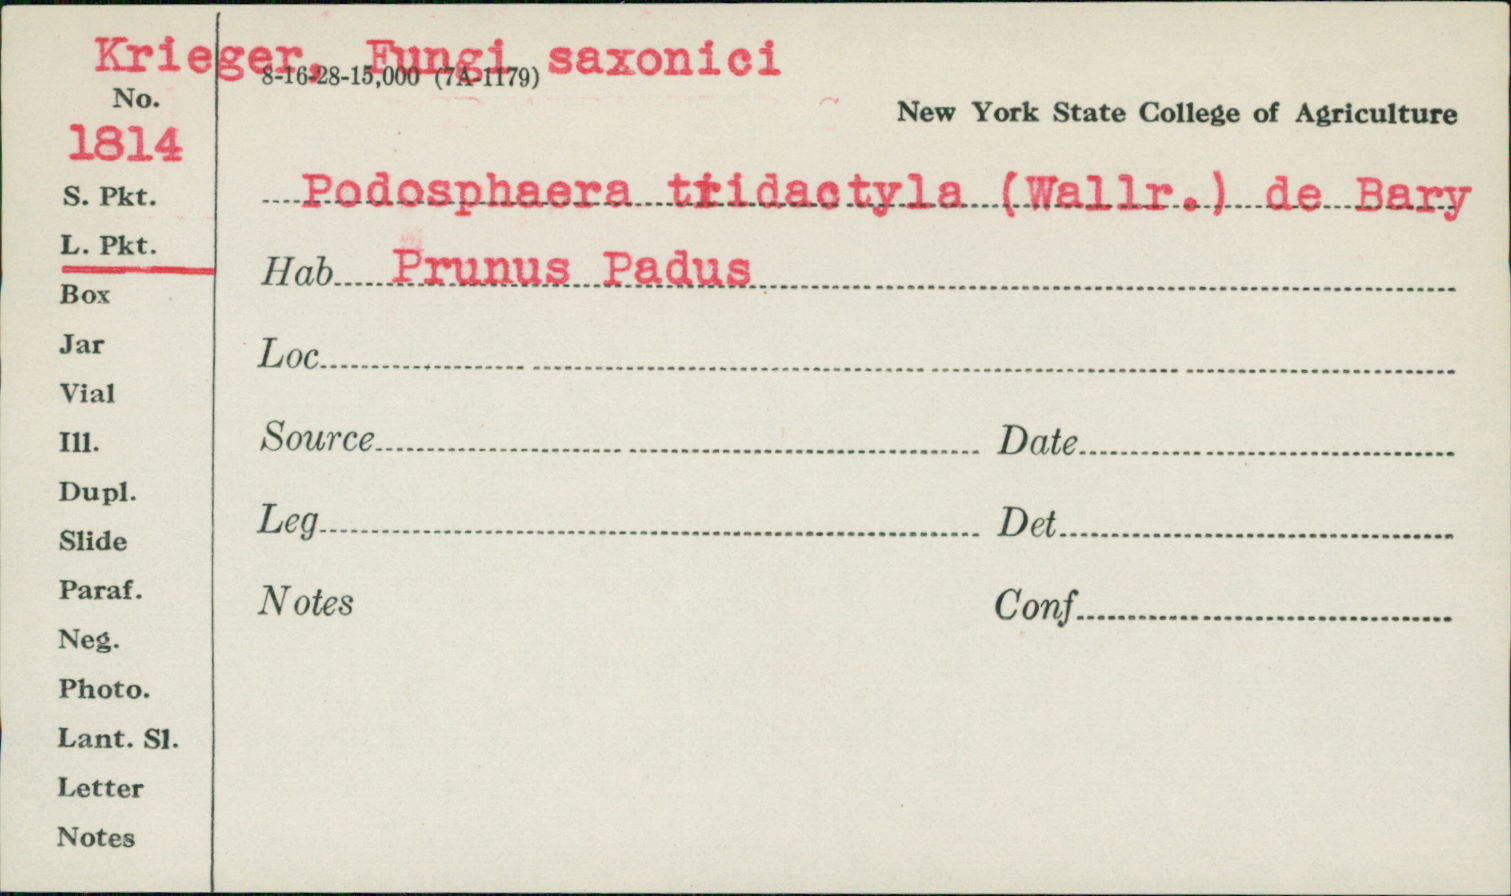 Krieger, Fungi saxonici
8-16-28-15,000 (7A-1179)
No.
New York State College of Agriculture
1814
S. Pkt.
Podosphaera tridactyla (Wallr.) de Bary
L. Pkt.
Hab. Prunus Padus
Box
Jar
Loc.
Vial
Ill.
Source Date
Dupl.
Slide
Leg. Det.
Paraf.
Notes Conf.
Neg.
Photo.
Lant. Sl.
Letter
Notes